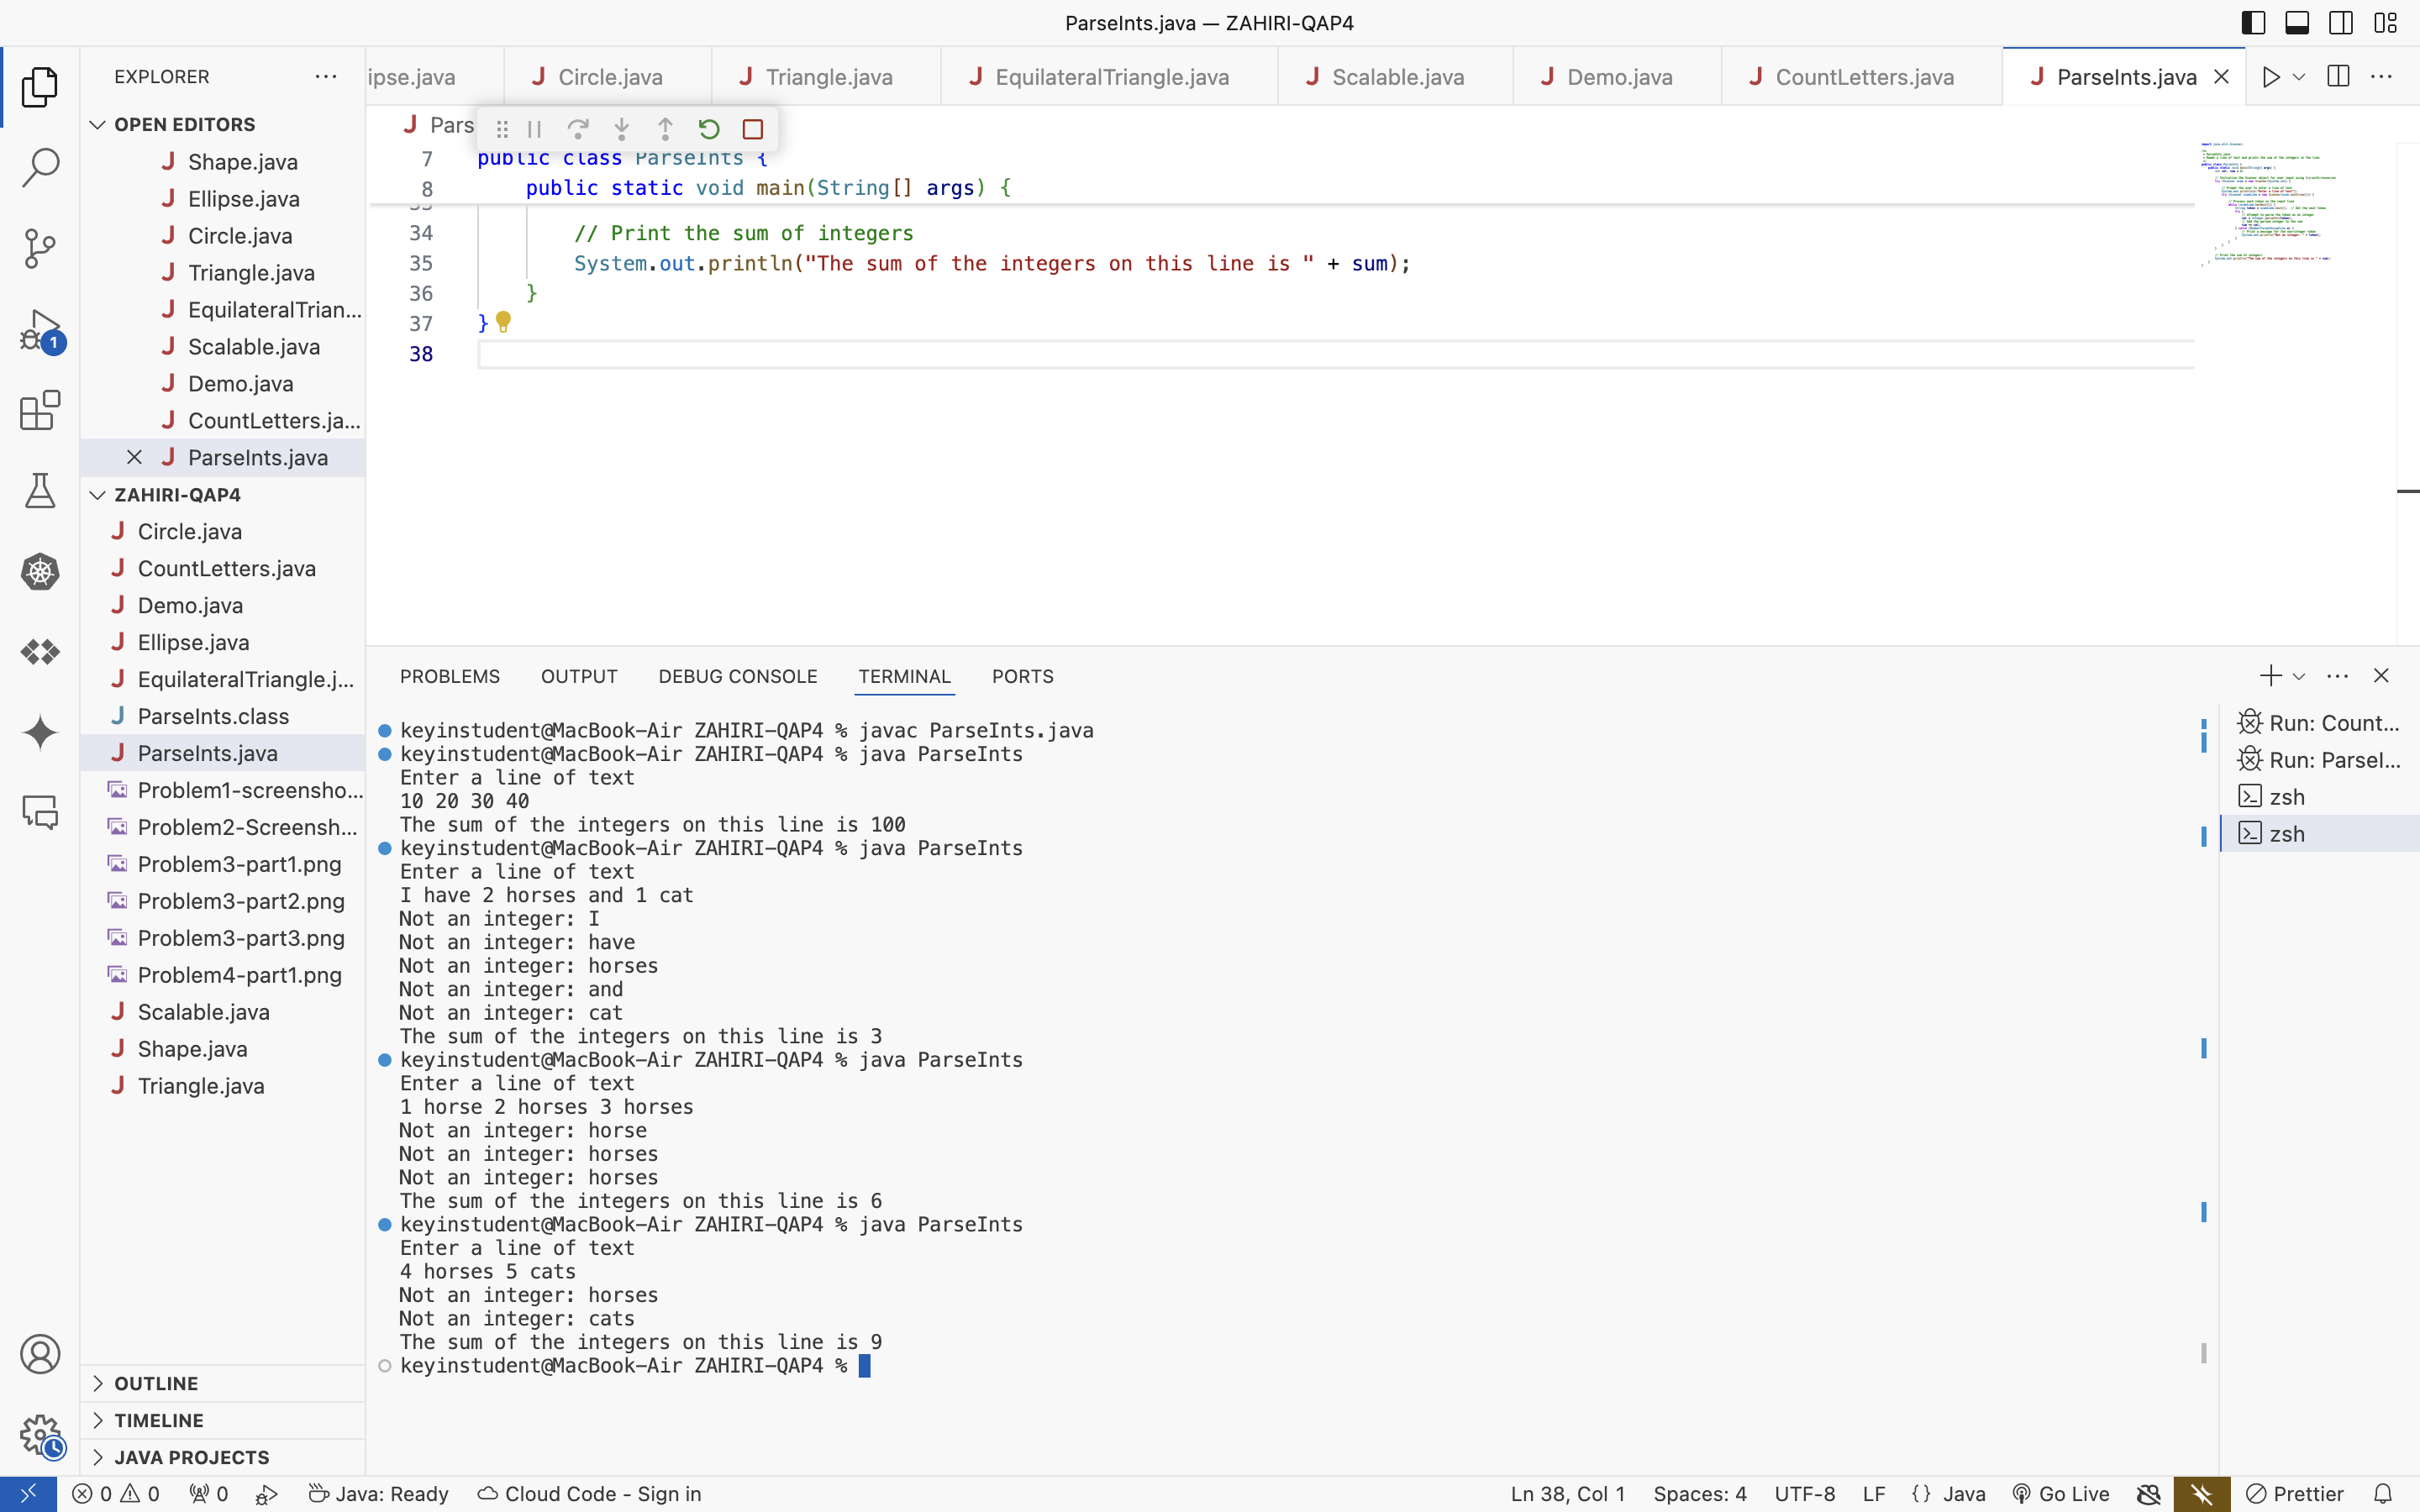 ParseInts.java — ZAHIRI-QAP4
EXPLORER
OPEN EDITORS
Shape.java
Ellipse.java
Circle.java
Triangle.java
EquilateralTrian...
Scalable.java
Demo.java
CountLetters.ja...
ParseInts.java
ZAHIRI-QAP4
Circle.java
CountLetters.java
Demo.java
Ellipse.java
EquilateralTriangle.j...
ParseInts.class
ParseInts.java
Problem1-screensho...
Problem2-Screensh...
Problem3-part1.png
Problem3-part2.png
Problem3-part3.png
Problem4-part1.png
Scalable.java
Shape.java
Triangle.java
OUTLINE
TIMELINE
JAVA PROJECTS
1
ipse.java Circle.java Triangle.java EquilateralTriangle.java Scalable.java Demo.java CountLetters.java ParseInts.java
Pars
7 public class ParseInts {
8 public static void main(String[] args) {
34 // Print the sum of integers
35 System.out.println("The sum of the integers on this line is " + sum);
36 }
37 }
38
PROBLEMS OUTPUT DEBUG CONSOLE TERMINAL PORTS
keyinstudent@MacBook-Air ZAHIRI-QAP4 % javac ParseInts.java
keyinstudent@MacBook-Air ZAHIRI-QAP4 % java ParseInts
Enter a line of text
10 20 30 40
The sum of the integers on this line is 100
keyinstudent@MacBook-Air ZAHIRI-QAP4 % java ParseInts
Enter a line of text
I have 2 horses and 1 cat
Not an integer: I
Not an integer: have
Not an integer: horses
Not an integer: and
Not an integer: cat
The sum of the integers on this line is 3
keyinstudent@MacBook-Air ZAHIRI-QAP4 % java ParseInts
Enter a line of text
1 horse 2 horses 3 horses
Not an integer: horse
Not an integer: horses
Not an integer: horses
The sum of the integers on this line is 6
keyinstudent@MacBook-Air ZAHIRI-QAP4 % java ParseInts
Enter a line of text
4 horses 5 cats
Not an integer: horses
Not an integer: cats
The sum of the integers on this line is 9
keyinstudent@MacBook-Air ZAHIRI-QAP4 %
Run: Count...
Run: ParseI...
zsh
zsh
0 0 0 Java: Ready Cloud Code - Sign in Ln 38, Col 1 Spaces: 4 UTF-8 LF {} Java Go Live Prettier